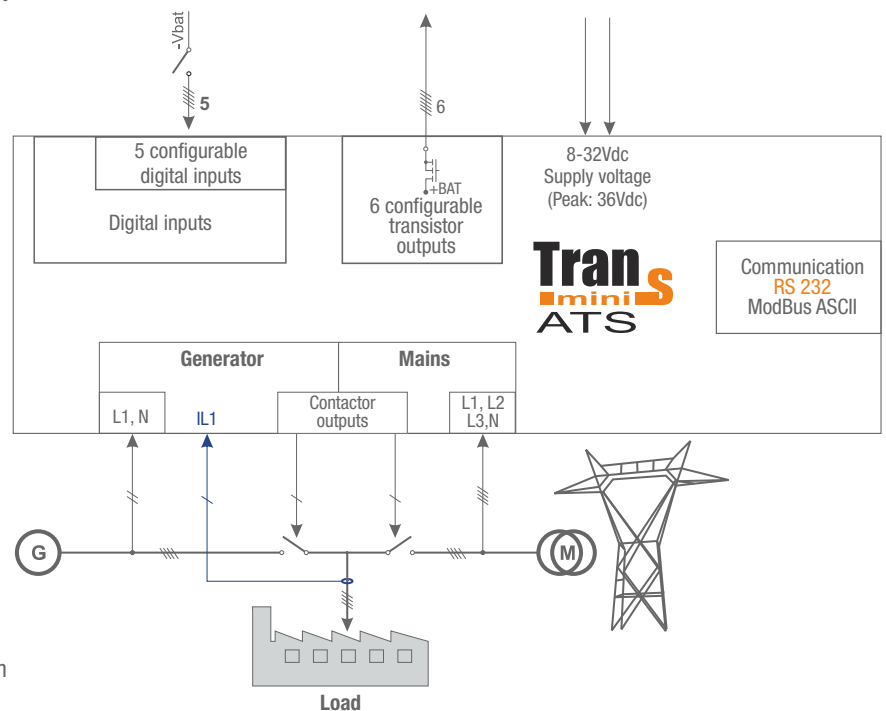 -Vbat
5
6
5 configurable
digital inputs
Digital inputs
+BAT
6 configurable
transistor
outputs
8-32Vdc
Supply voltage
(Peak: 36Vdc)
Trans
mini
ATS
Communication
RS 232
ModBus ASCII
Generator
Mains
L1, N
IL1
Contactor
outputs
L1, L2
L3,N
G
M
Load